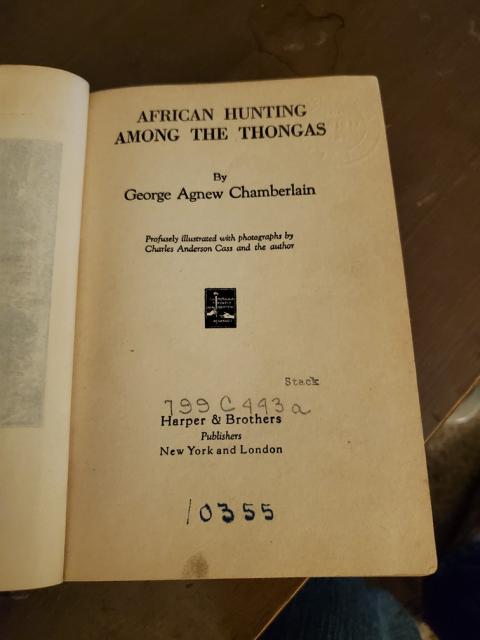 AFRICAN HUNTING
AMONG THE THONGAS
By
George Agnew Chamberlain
Profusely illustrated with photographs by
Charles Anderson Cass and the author
Stack
799 C443a
Harper & Brothers
Publishers
New York and London
10355